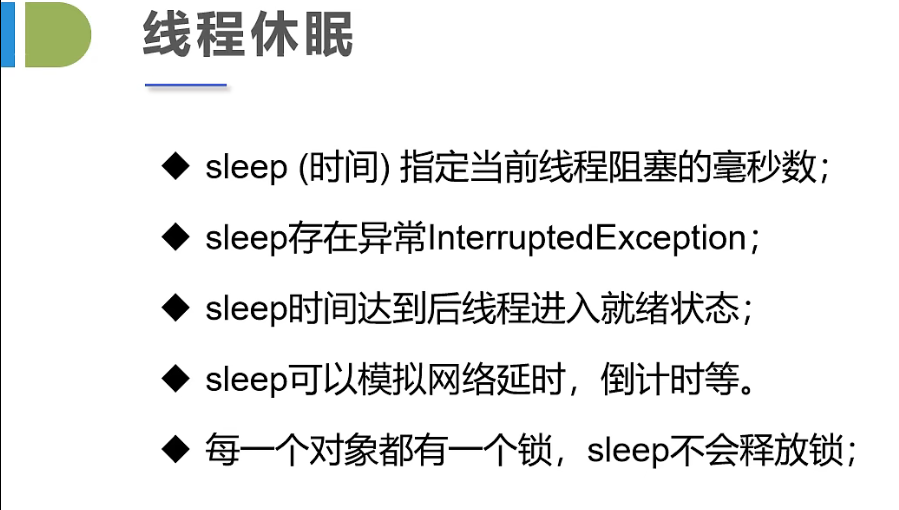 线程休眠
◆ sleep (时间) 指定当前线程阻塞的毫秒数；
◆ sleep存在异常InterruptedException；
◆ sleep时间达到后线程进入就绪状态；
◆ sleep可以模拟网络延时，倒计时等。
◆ 每一个对象都有一个锁，sleep不会释放锁；